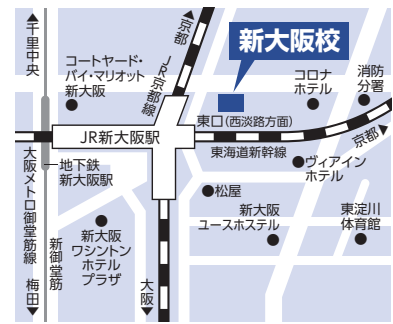 ▲千里中央
▲京都
新大阪校
コートヤード・
バイ・マリオット
新大阪
JR京都線
コロナ
ホテル
消防
分署
東口(西淡路方面)
京都▶
JR新大阪駅
東海道新幹線
地下鉄
新大阪駅
ヴィアイン
ホテル
大阪メトロ御堂筋線
松屋
新大阪
ワシントン
ホテル
プラザ
新大阪
ユースホステル
東淀川
体育館
新御堂筋
梅田▼
大阪▼